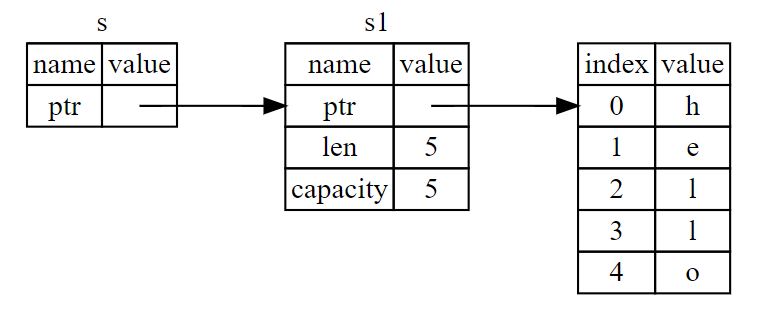 s
name value
ptr
s1
name value
ptr
len 5
capacity 5
index value
0 h
1 e
2 l
3 l
4 o